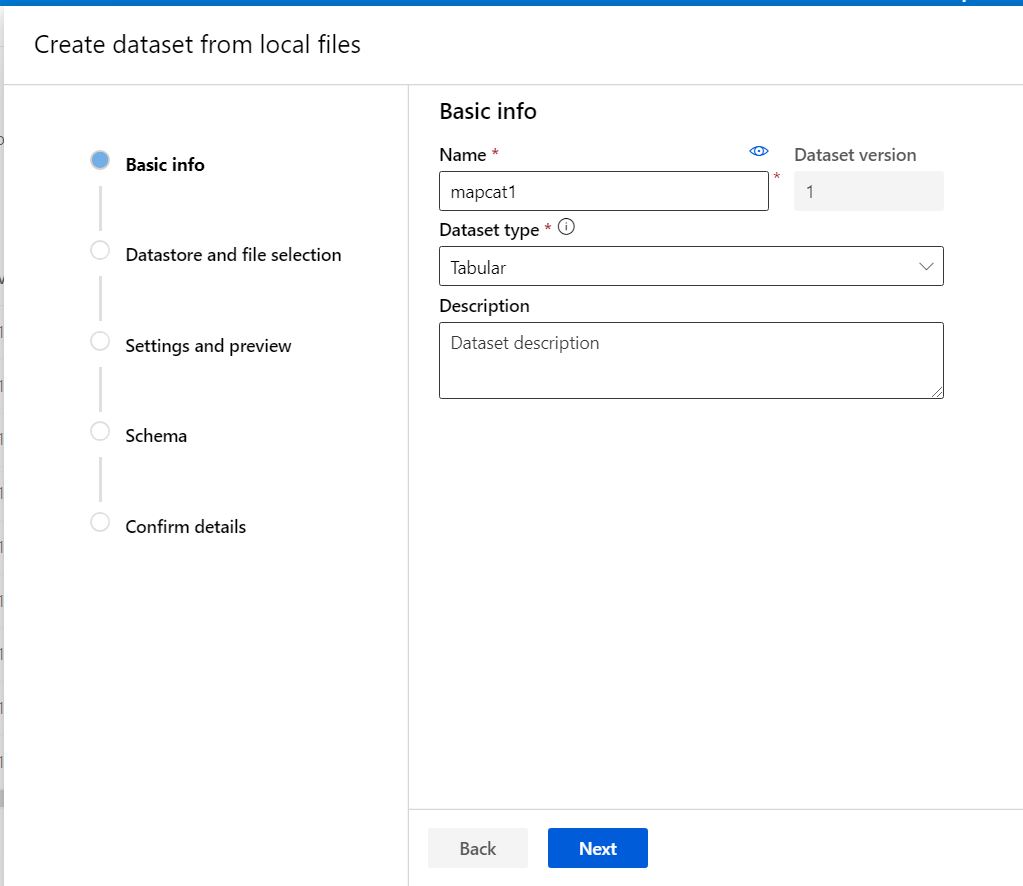 Create dataset from local files
Basic info
Datastore and file selection
Settings and preview
Schema
Confirm details
Basic info
Name *
Dataset version
mapcat1
*
1
Dataset type *
Tabular
Description
Dataset description
Back
Next